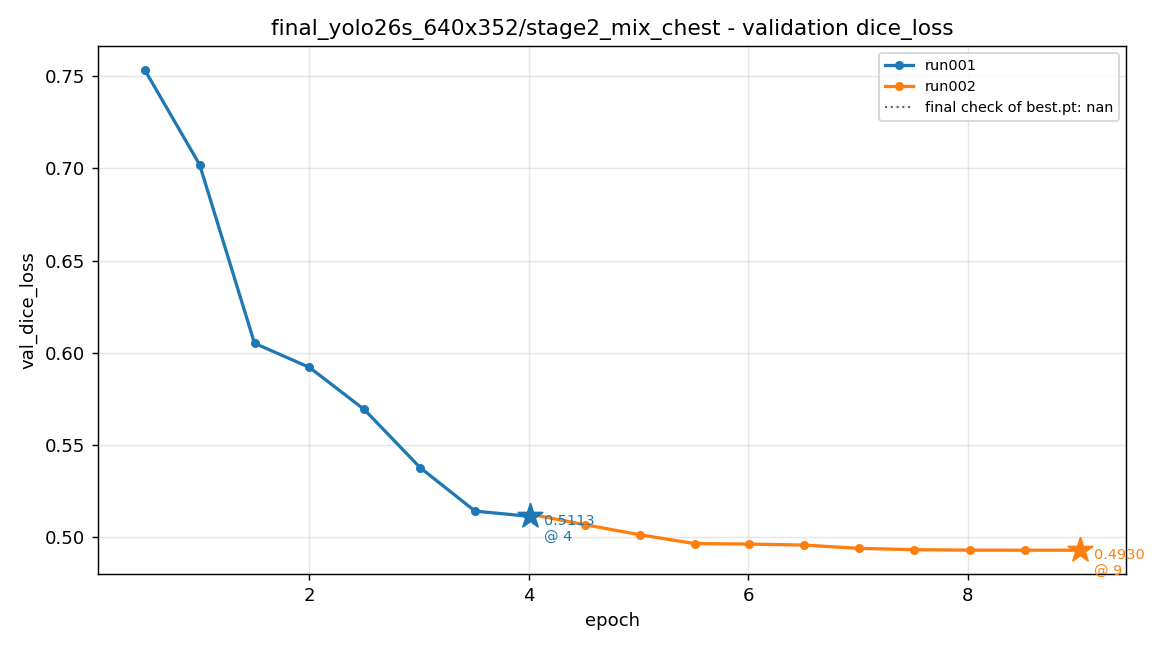 final_yolo26s_640x352/stage2_mix_chest - validation dice_loss
run001
run002
final check of best.pt: nan
val_dice_loss
0.75
0.70
0.65
0.60
0.55
0.50
0.5113
@ 4
0.4930
@ 9
2
4
6
8
epoch